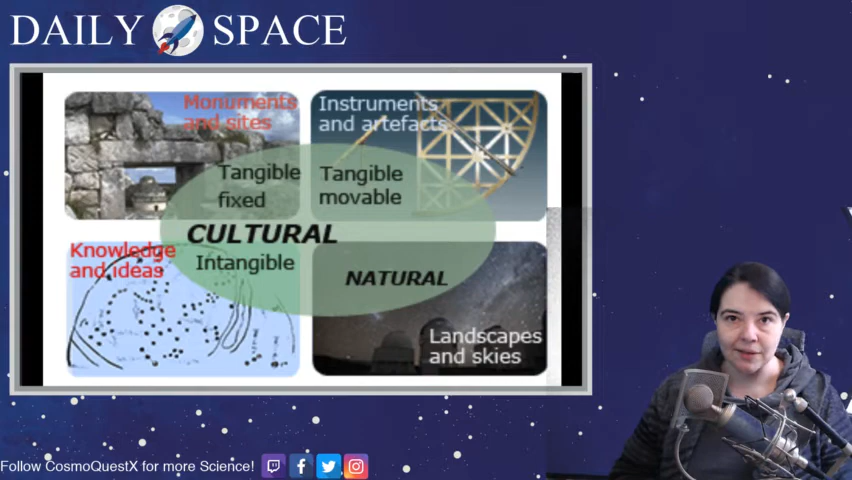 DAILY SPACE
Monuments
and sites
Instruments
and artefacts
Tangible
fixed
Tangible
movable
CULTURAL
Knowledge
and ideas
Intangible
NATURAL
Landscapes
and skies
Follow CosmoQuestX for more Science!